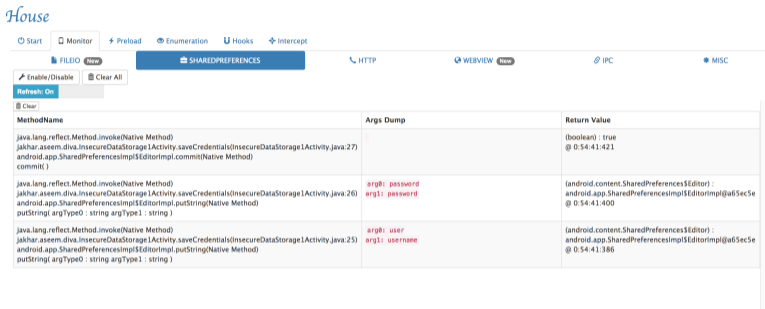 House
Start Monitor Preload Enumeration Hooks Intercept
FILEIO New SHAREDPREFERENCES HTTP WEBVIEW New IPC MISC
Enable/Disable Clear All
Refresh: On
Clear
MethodName Args Dump Return Value
java.lang.reflect.Method.invoke(Native Method) (boolean) : true
jakhar.aseem.diva.InsecureDataStorage1Activity.saveCredentials(InsecureDataStorage1Activity.java:27) @ 0:54:41:421
android.app.SharedPreferencesImpl$EditorImpl.commit(Native Method)
commit( )
java.lang.reflect.Method.invoke(Native Method) arg0: password (android.content.SharedPreferences$Editor) :
jakhar.aseem.diva.InsecureDataStorage1Activity.saveCredentials(InsecureDataStorage1Activity.java:26) arg1: password android.app.SharedPreferencesImpl$EditorImpl@a65ec5e
android.app.SharedPreferencesImpl$EditorImpl.putString(Native Method) @ 0:54:41:400
putString( argType0 : string argType1 : string )
java.lang.reflect.Method.invoke(Native Method) arg0: user (android.content.SharedPreferences$Editor) :
jakhar.aseem.diva.InsecureDataStorage1Activity.saveCredentials(InsecureDataStorage1Activity.java:25) arg1: username android.app.SharedPreferencesImpl$EditorImpl@a65ec5e
android.app.SharedPreferencesImpl$EditorImpl.putString(Native Method) @ 0:54:41:386
putString( argType0 : string argType1 : string )